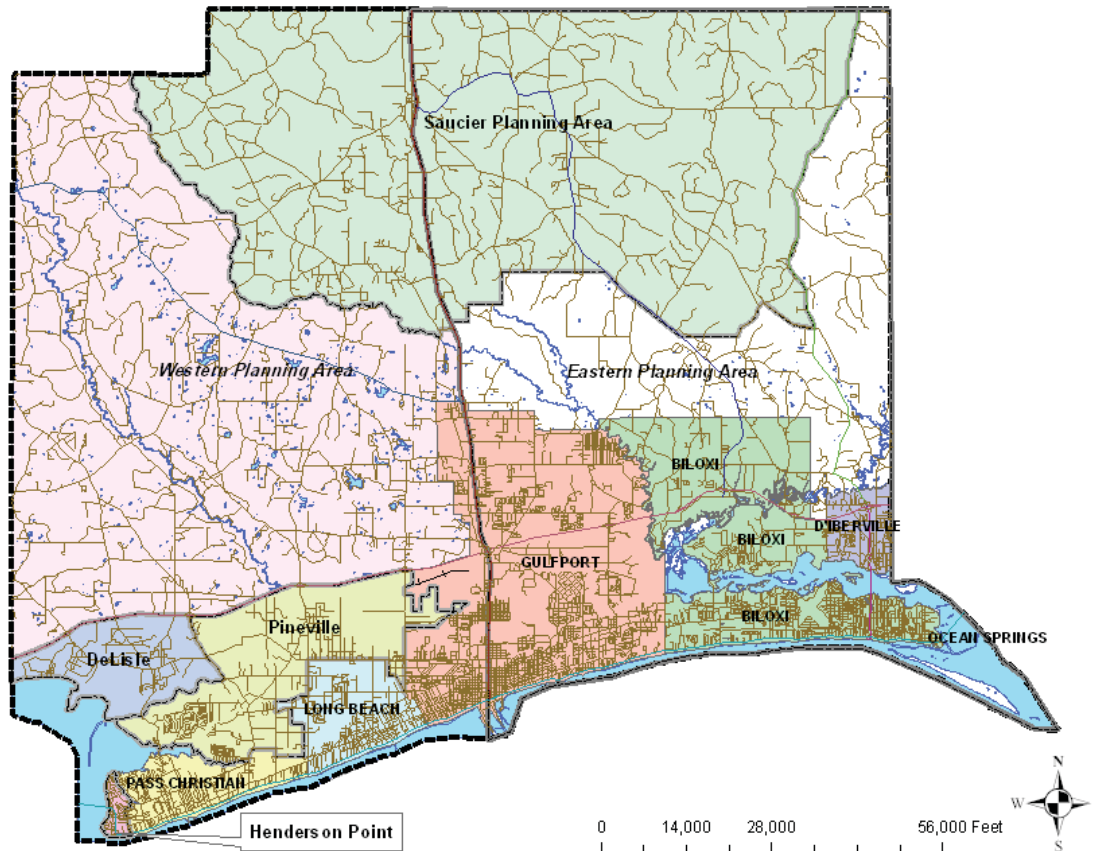 Saucier Planning Area
Western Planning Area
Eastern Planning Area
BILOXI
D'IBERVILLE
BILOXI
GULFPORT
BILOXI
Pineville
OCEAN SPRINGS
DeLisle
LONG BEACH
PASS CHRISTIAN
Henderson Point
0 14,000 28,000 56,000 Feet
N
W E
S